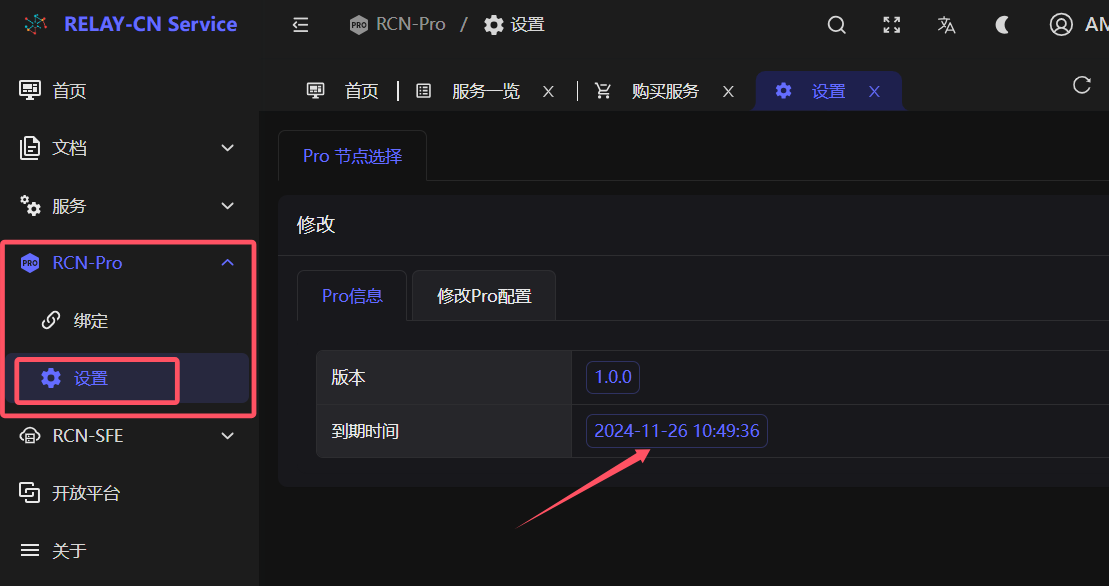 RELAY-CN Service
PRO RCN-Pro / 设置
AM
首页
首页 服务一览 购买服务 设置
文档
Pro 节点选择
服务
修改
PRO RCN-Pro
Pro信息 修改Pro配置
绑定
设置
版本 1.0.0
RCN-SFE
到期时间 2024-11-26 10:49:36
开放平台
关于